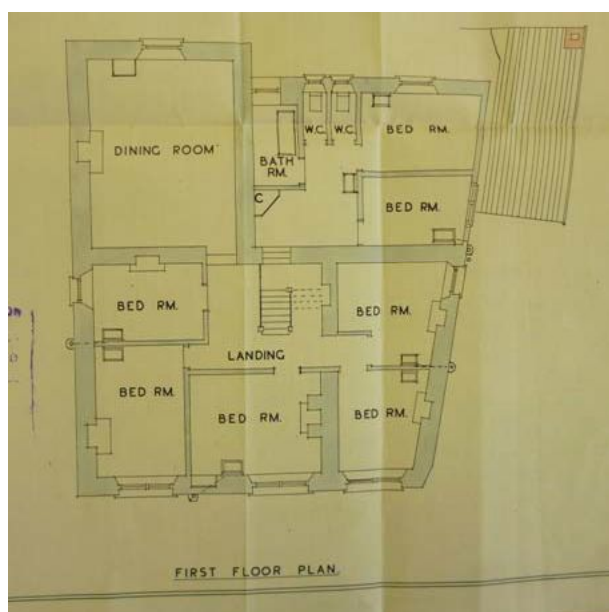 DINING ROOM
W.C. W.C. BED RM.
BATH
RM.
C
BED RM.
BED RM.
BED RM.
LANDING
BED RM.
BED RM.
BED RM.
FIRST FLOOR PLAN.